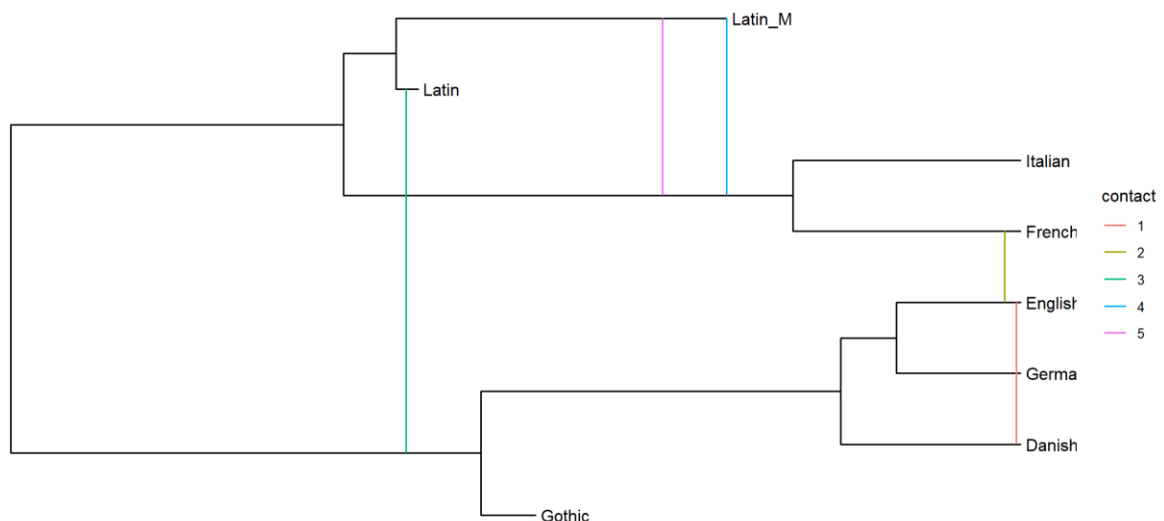 Latin_M
Latin
Italian
French
English
Germa
Danish
Gothic
contact
1
2
3
4
5